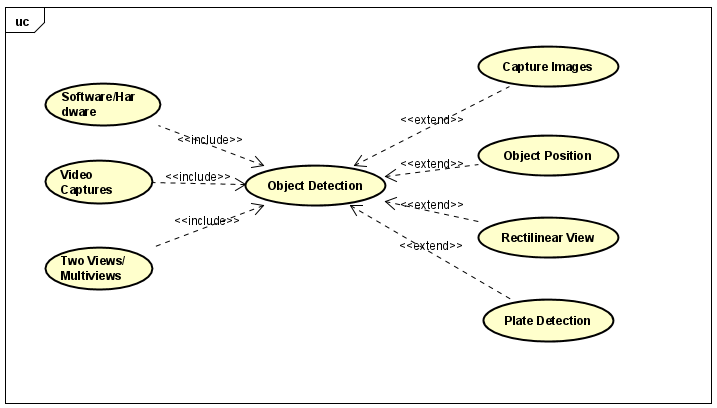 uc
Software/Har
dware
<<include>>
Video
Captures
<<include>>
Two Views/
Multiviews
<<include>>
Object Detection
<<extend>>
Capture Images
<<extend>>
Object Position
<<extend>>
Rectilinear View
<<extend>>
Plate Detection